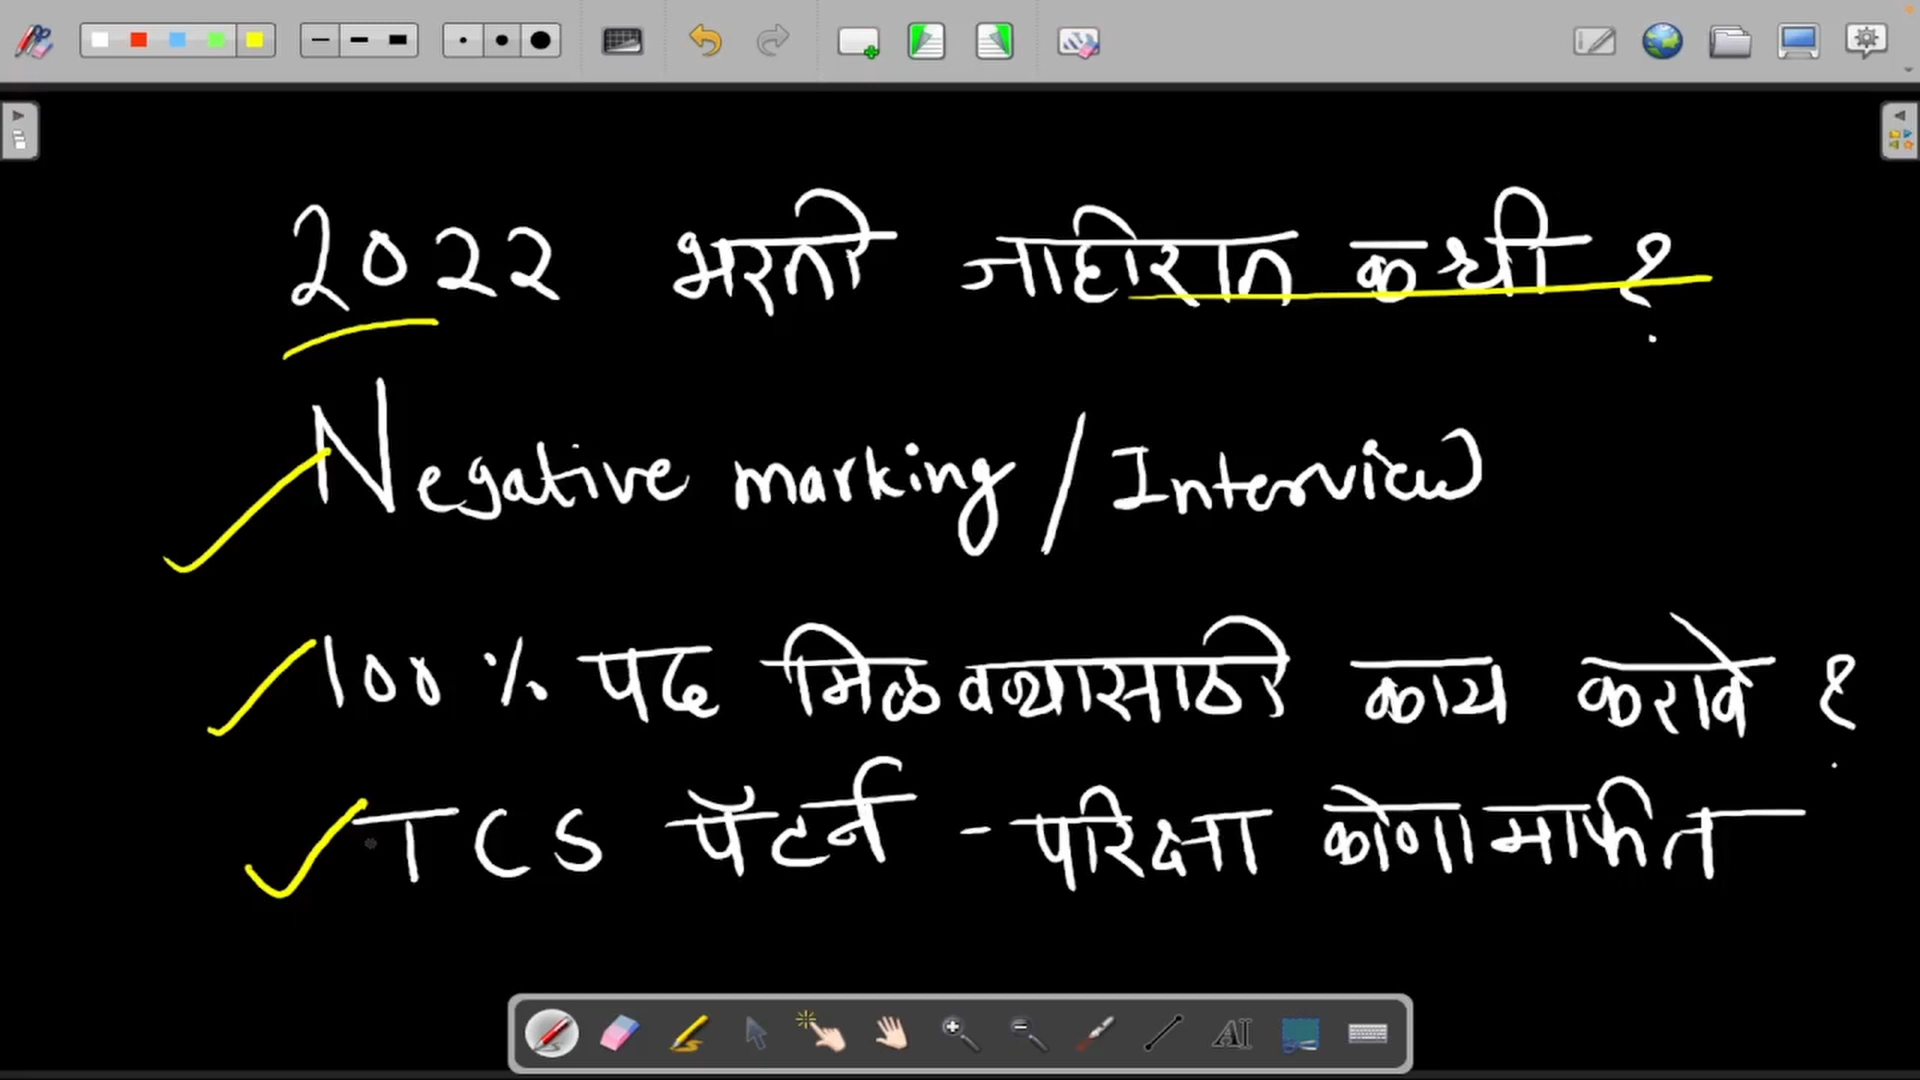 2022 भरती जाहीरात कधी ?
Negative marking / Interview
100 % पद मिळवण्यासाठी काय करावे ?
TCS पॅटर्न - परिक्षा कोणामार्फत